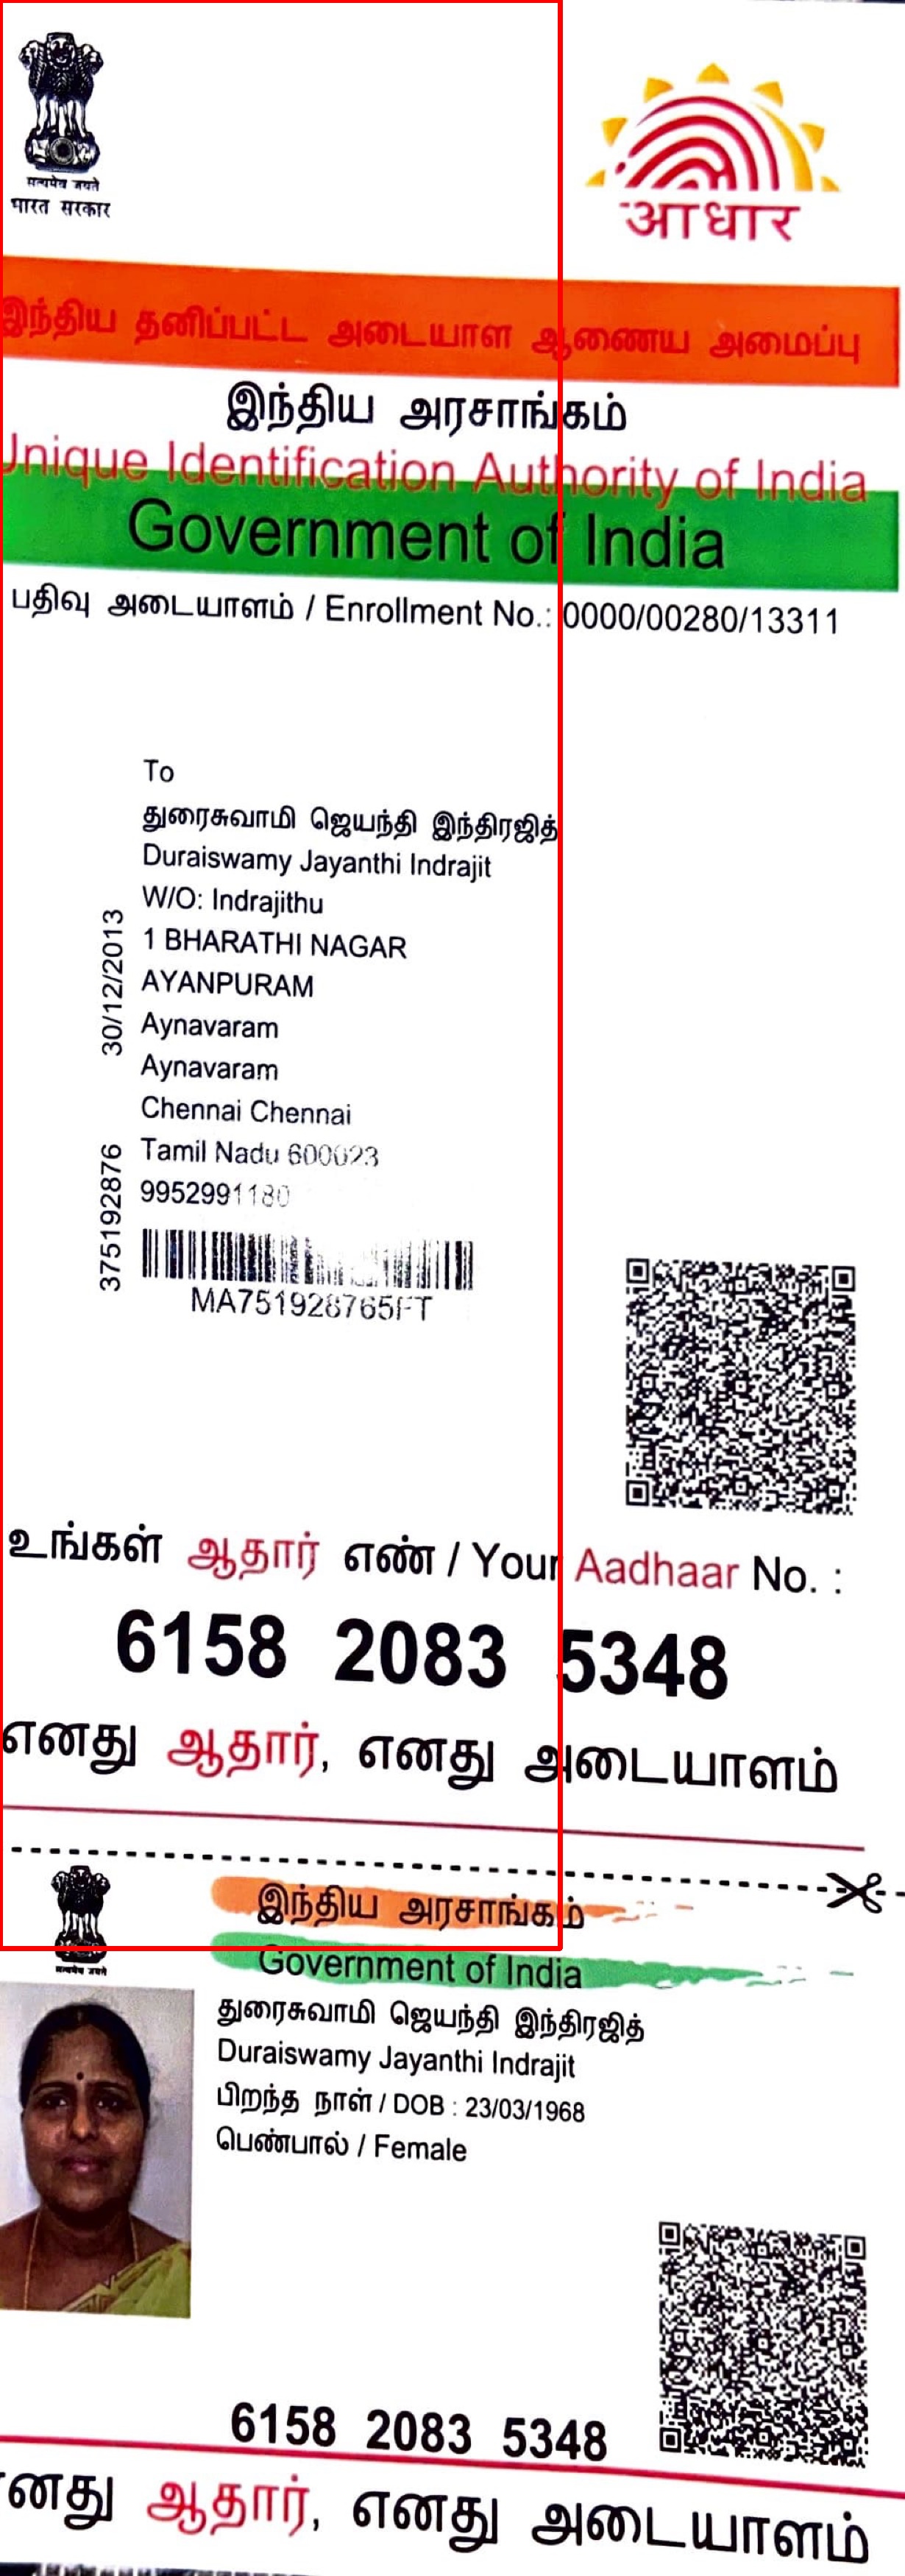 सत्यमेव जयते
भारत सरकार
आधार
இந்திய தனிப்பட்ட அடையாள ஆணைய அமைப்பு
இந்திய அரசாங்கம்
Unique Identification Authority of India
Government of India
பதிவு அடையாளம் / Enrollment No.: 0000/00280/13311
To
துரைசுவாமி ஜெயந்தி இந்திரஜித்
Duraiswamy Jayanthi Indrajit
W/O: Indrajithu
1 BHARATHI NAGAR
AYANPURAM
Aynavaram
Aynavaram
Chennai Chennai
Tamil Nadu 600023
9952991180
30/12/2013
375192876
MA751928765FT
உங்கள் ஆதார் எண் / Your Aadhaar No. :
6158 2083 5348
எனது ஆதார், எனது அடையாளம்
இந்திய அரசாங்கம்
Government of India
सत्यमेव जयते
துரைசுவாமி ஜெயந்தி இந்திரஜித்
Duraiswamy Jayanthi Indrajit
பிறந்த நாள் / DOB : 23/03/1968
பெண்பால் / Female
6158 2083 5348
எனது ஆதார், எனது அடையாளம்